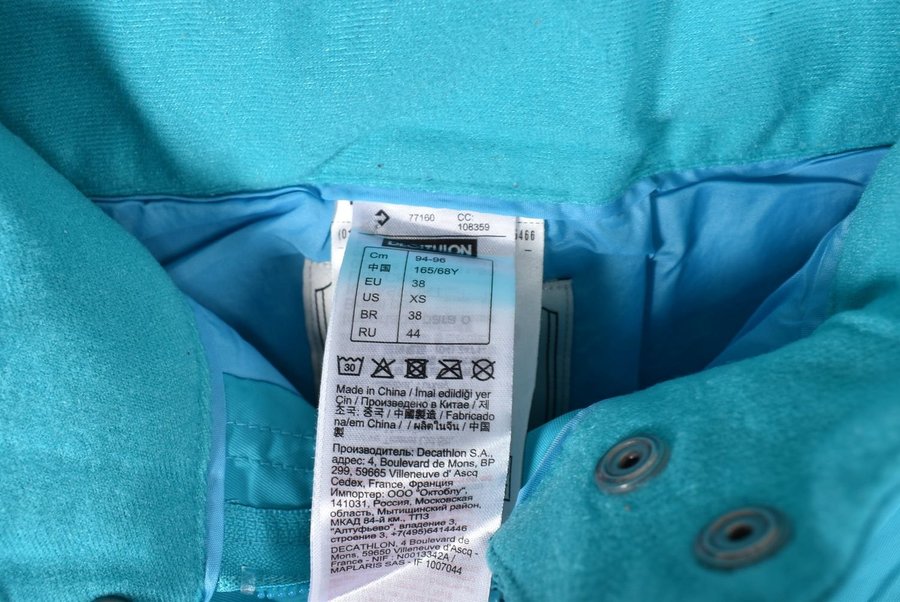 77160 CC:
108359
DECATHLON
Cm 94-96
中国 165/68Y
EU 38
US XS
BR 38
RU 44
30
Made in China / İmal edildiği yer
Çin / Произведено в Китае / 제
조국: 중국 / 中國製造 / Fabricado
na/em China / / ผลิตในจีน / 中国
製
Производитель: Decathlon S.A.,
адрес: 4, Boulevard de Mons, BP
299, 59665 Villeneuve d' Ascq
Cedex, France, Франция
Импортер: ООО "Октоблу",
141031, Россия, Московская
область, Мытищинский район,
МКАД 84-й км., ТПЗ
"Алтуфьево", владение 3,
строение 3, +7(495)6414446
DECATHLON, 4 Boulevard de
Mons, 59650 Villeneuve d'Ascq -
France - NIF : N0013342A /
MAPLARIS SAS - IF 1007044